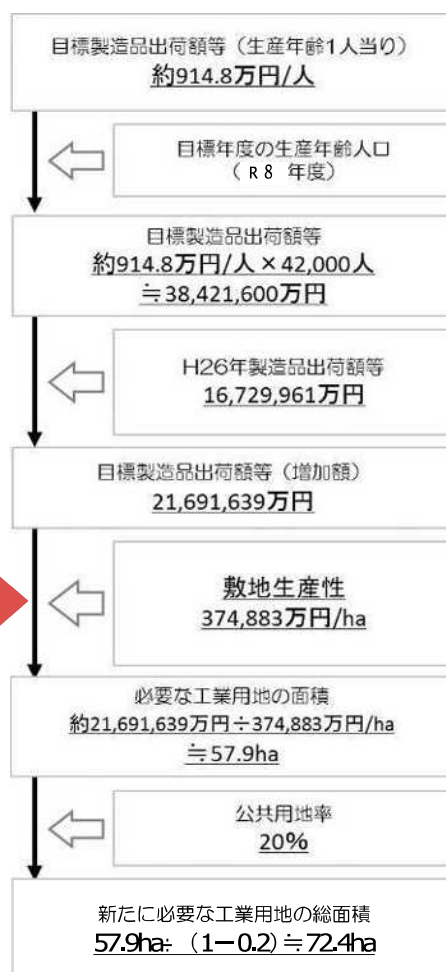 目標製造品出荷額等（生産年齢1人当り）
約914.8万円/人
目標年度の生産年齢人口
（ R８ 年度）
目標製造品出荷額等
約914.8万円/人×42,000人
≒38,421,600万円
H26年製造品出荷額等
16,729,961万円
目標製造品出荷額等（増加額）
21,691,639万円
敷地生産性
374,883万円/ha
必要な工業用地の面積
約21,691,639万円÷374,883万円/ha
≒57.9ha
公共用地率
20%
新たに必要な工業用地の総面積
57.9ha÷（1－0.2）≒72.4ha